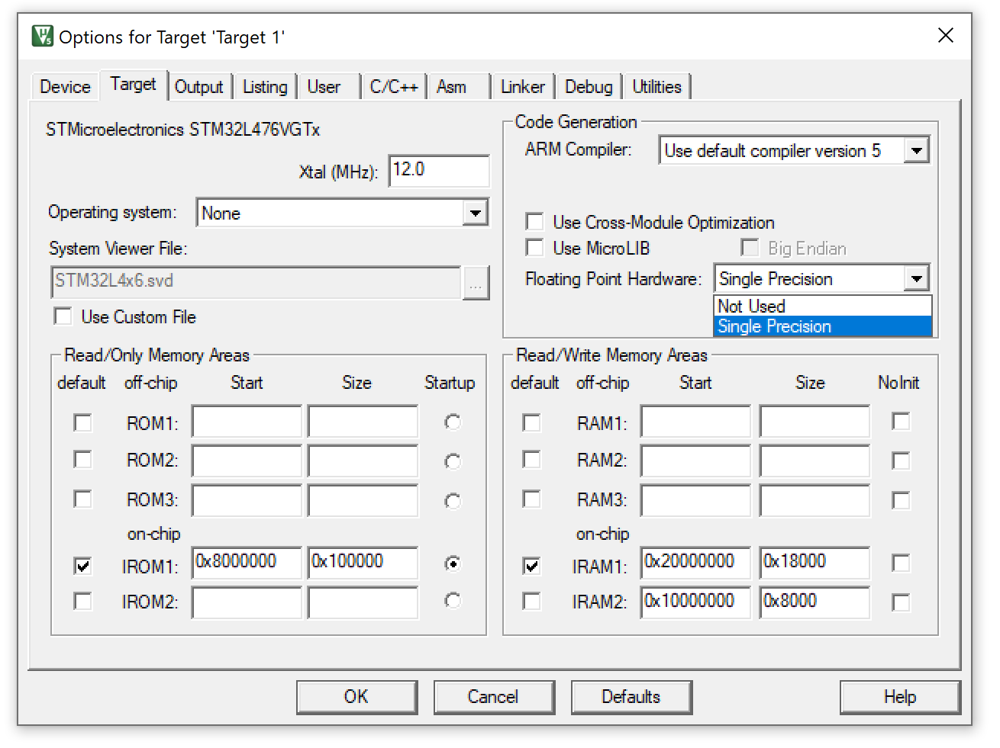 Options for Target 'Target 1'
Device Target Output Listing User C/C++ Asm Linker Debug Utilities
STMicroelectronics STM32L476VGTx
Xtal (MHz): 12.0
Operating system: None
System Viewer File:
STM32L4x6.svd ...
Use Custom File
Code Generation
ARM Compiler: Use default compiler version 5
Use Cross-Module Optimization
Use MicroLIB Big Endian
Floating Point Hardware: Single Precision
Not Used
Single Precision
Read/Only Memory Areas
default off-chip Start Size Startup
ROM1:
ROM2:
ROM3:
on-chip
IROM1: 0x8000000 0x100000
IROM2:
Read/Write Memory Areas
default off-chip Start Size NoInit
RAM1:
RAM2:
RAM3:
on-chip
IRAM1: 0x20000000 0x18000
IRAM2: 0x10000000 0x8000
OK Cancel Defaults Help